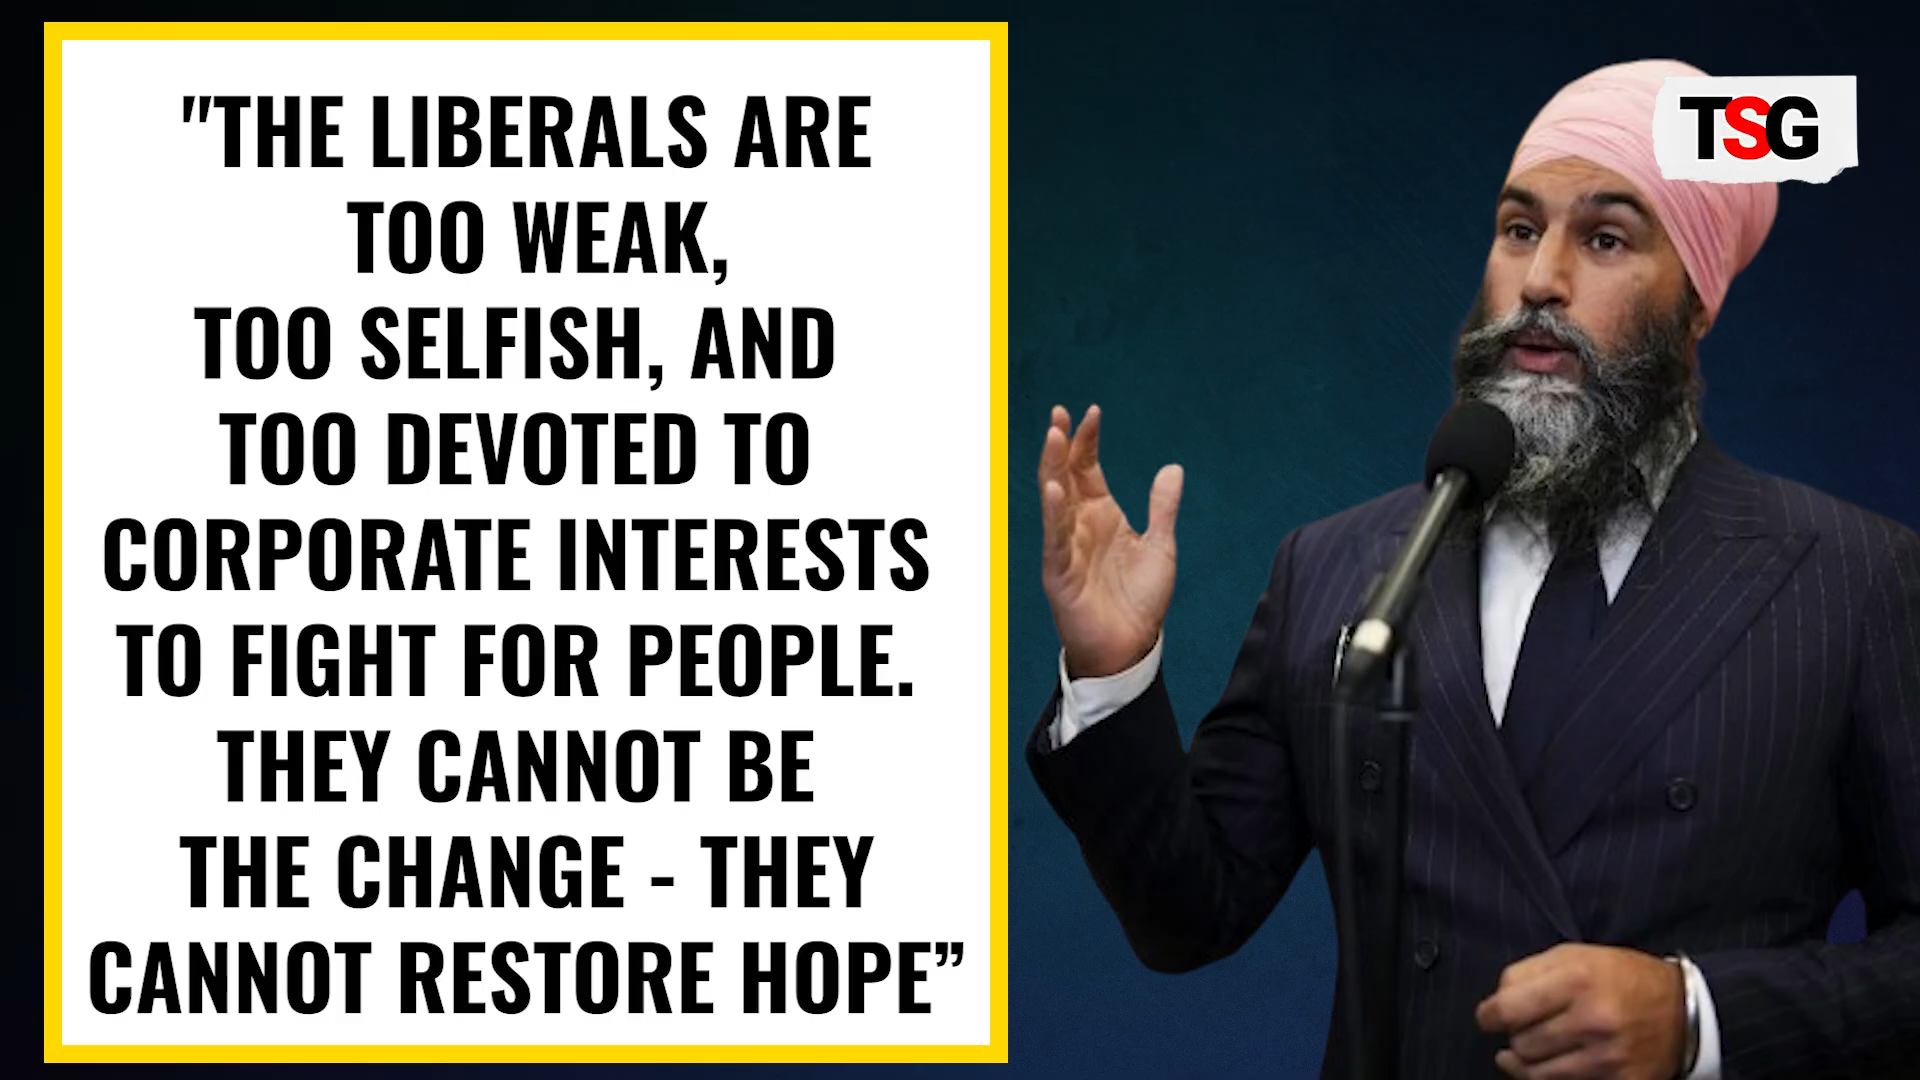 "THE LIBERALS ARE
TOO WEAK,
TOO SELFISH, AND
TOO DEVOTED TO
CORPORATE INTERESTS
TO FIGHT FOR PEOPLE.
THEY CANNOT BE
THE CHANGE - THEY
CANNOT RESTORE HOPE”
TSG